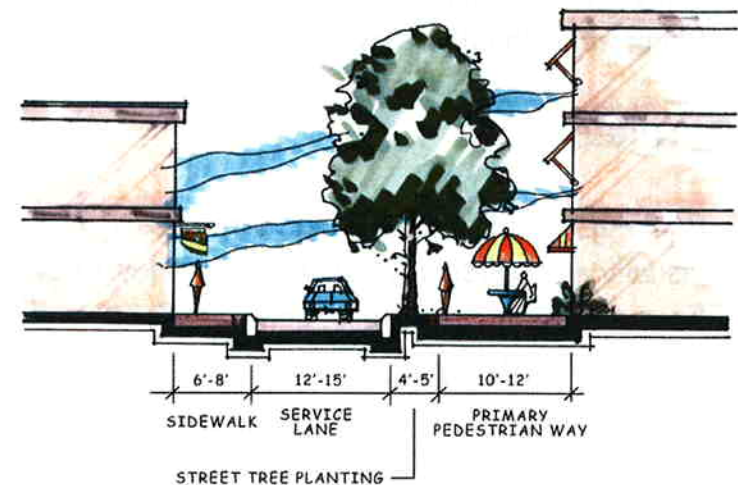 6'-8' 12'-15' 4'-5' 10'-12'
SIDEWALK
SERVICE
LANE
PRIMARY
PEDESTRIAN WAY
STREET TREE PLANTING